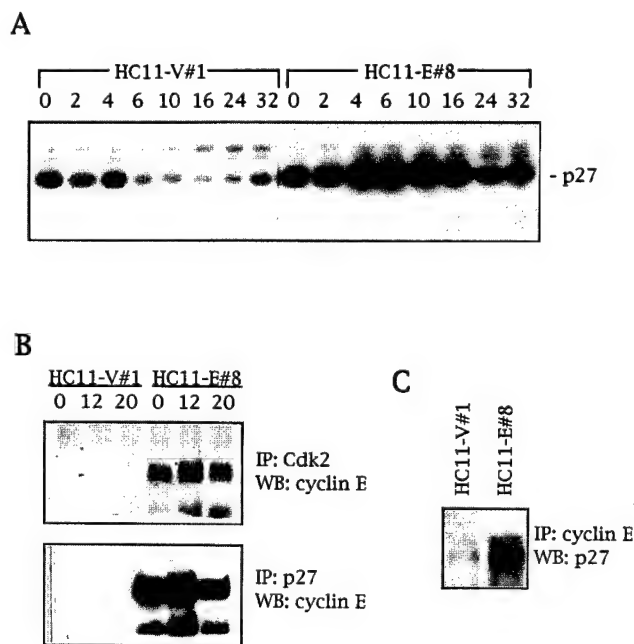 A
HC11-V#1 HC11-E#8
0 2 4 6 10 16 24 32 0 2 4 6 10 16 24 32
- p27
B
HC11-V#1 HC11-E#8
0 12 20 0 12 20
IP: Cdk2
WB: cyclin E
IP: p27
WB: cyclin E
C
HC11-V#1
HC11-E#8
IP: cyclin E
WB: p27